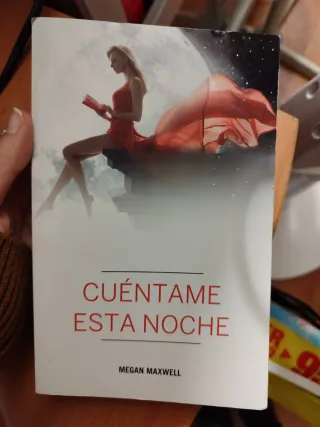 CUÉNTAME
ESTA NOCHE
MEGAN MAXWELL